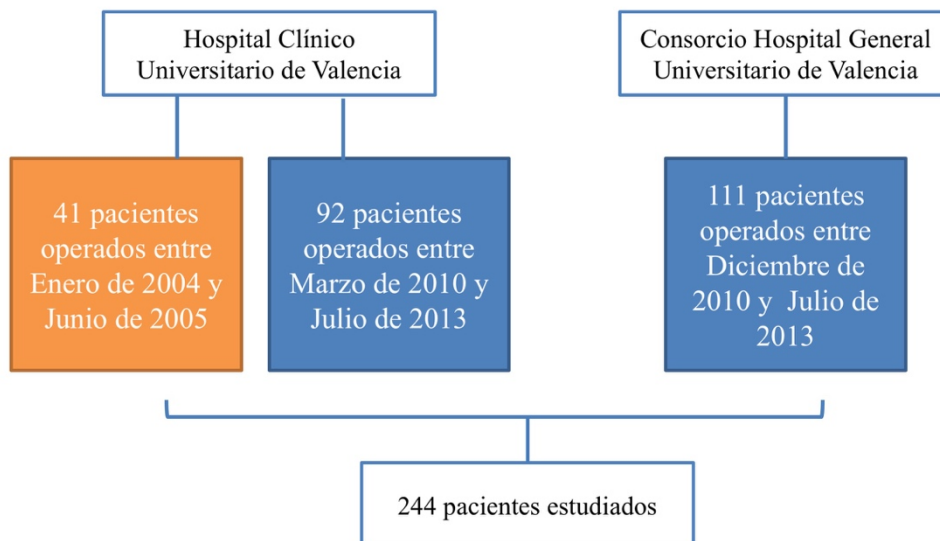 Hospital Clínico
Universitario de Valencia
Consorcio Hospital General
Universitario de Valencia
41 pacientes
operados entre
Enero de 2004 y
Junio de 2005
92 pacientes
operados entre
Marzo de 2010 y
Julio de 2013
111 pacientes
operados entre
Diciembre de
2010 y  Julio de
2013
244 pacientes estudiados